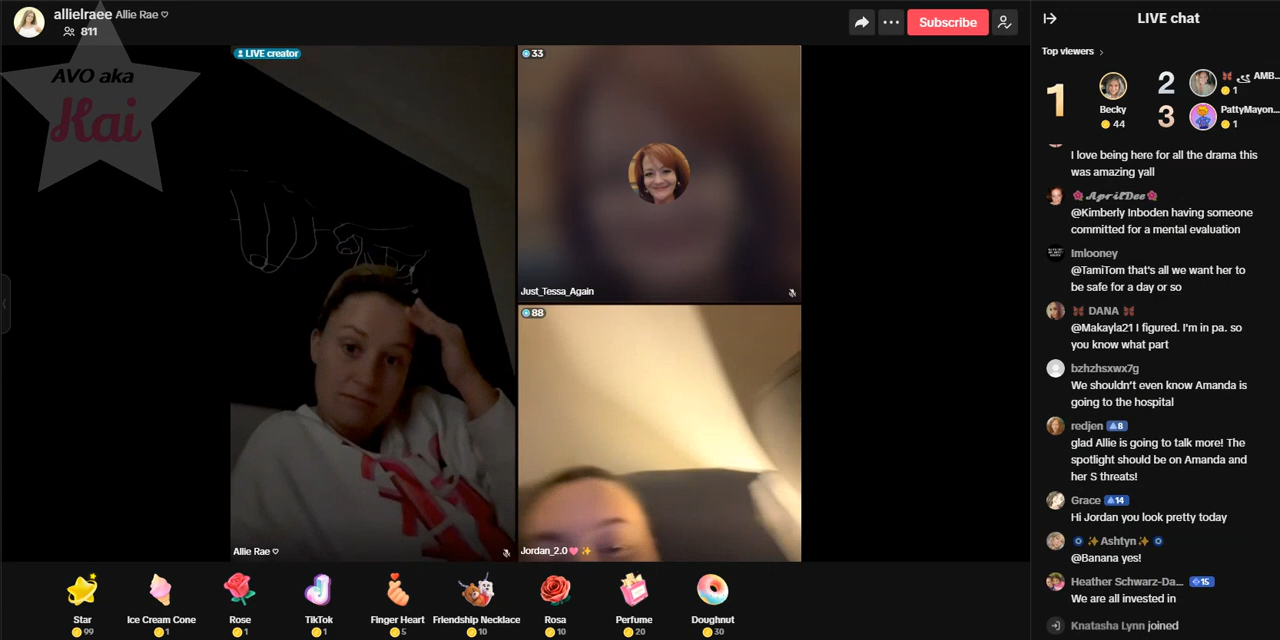 allielraee Allie Rae ♡
811
AVO aka
Kai
Subscribe
LIVE creator
33
Just_Tessa_Again
88
Allie Rae ♡
Jordan_2.0
Star
99
Ice Cream Cone
1
Rose
1
TikTok
1
Finger Heart
5
Friendship Necklace
10
Rosa
10
Perfume
20
Doughnut
30
LIVE chat
Top viewers
1
Becky
44
2
AMB...
1
3
PattyMayon...
1
I love being here for all the drama this
was amazing yall
AprilDee
@Kimberly Inboden having someone
committed for a mental evaluation
lmlooney
@TamiTom that's all we want her to
be safe for a day or so
DANA
@Makayla21 I figured. I'm in pa. so
you know what part
bzhzhsxwx7g
We shouldn't even know Amanda is
going to the hospital
redjen 8
glad Allie is going to talk more! The
spotlight should be on Amanda and
her S threats!
Grace 14
Hi Jordan you look pretty today
Ashtyn
@Banana yes!
Heather Schwarz-Da... 15
We are all invested in
Knatasha Lynn joined